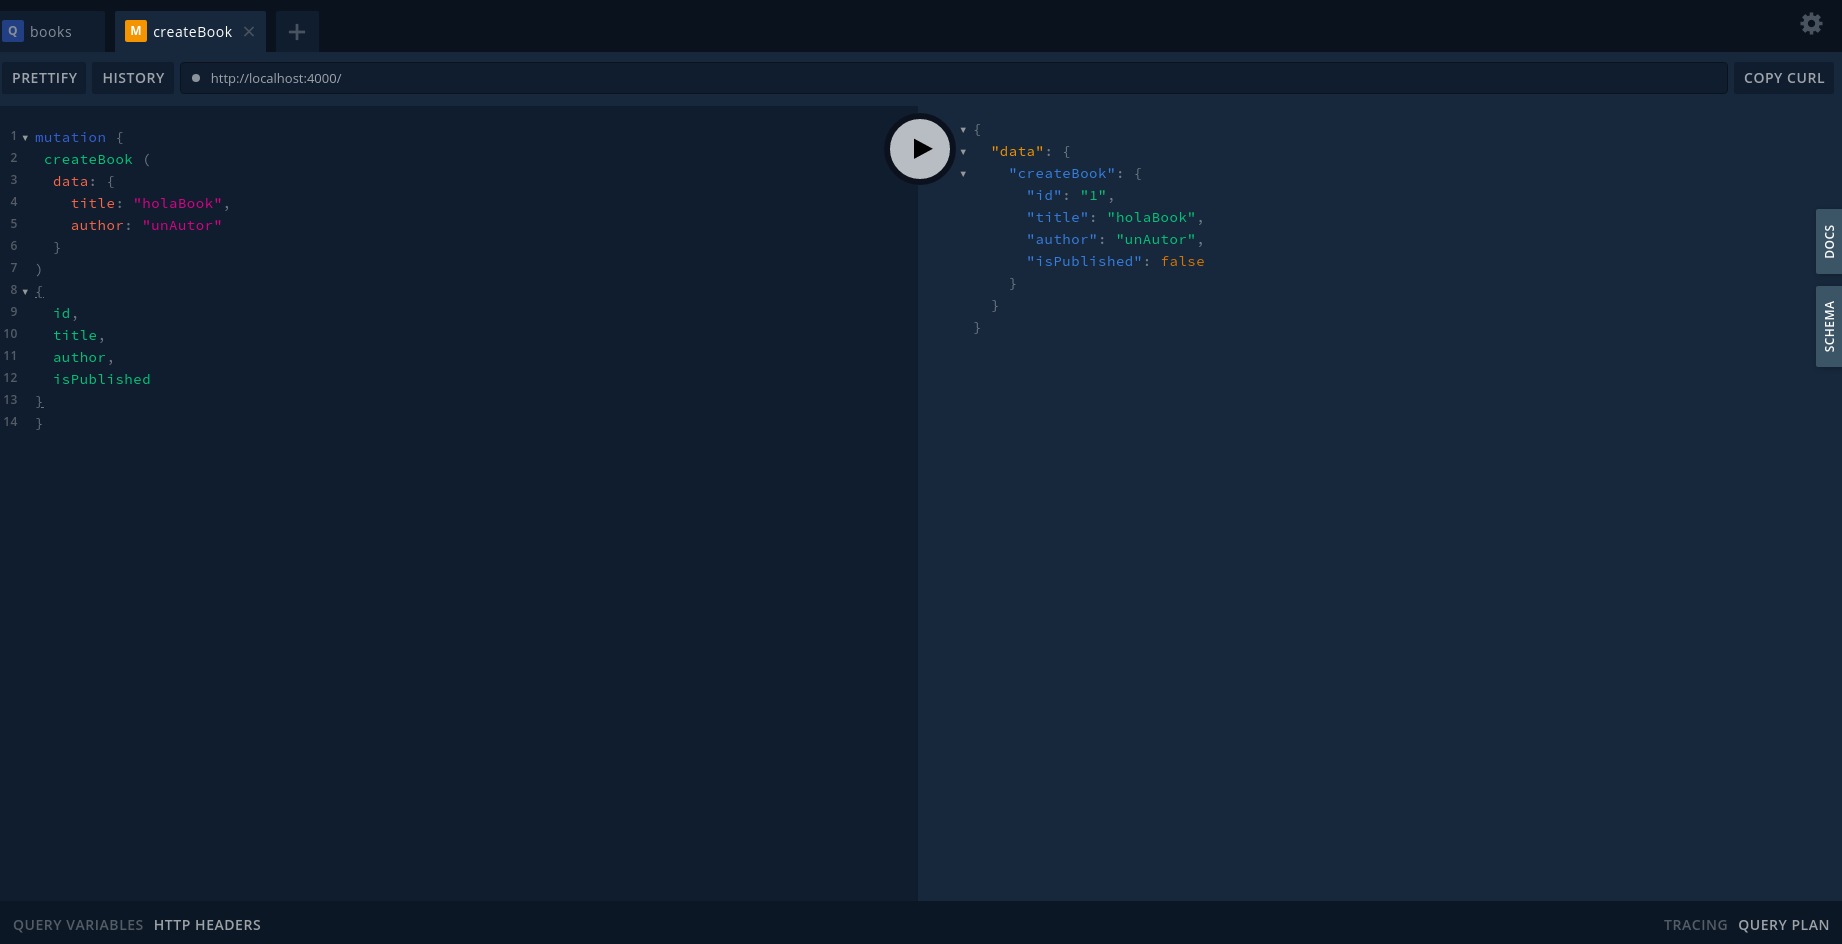 Q books M createBook
PRETTIFY HISTORY http://localhost:4000/ COPY CURL
1 mutation {
2 createBook (
3 data: {
4 title: "holaBook",
5 author: "unAutor"
6 }
7 )
8 {
9 id,
10 title,
11 author,
12 isPublished
13 }
14 }
{
"data": {
"createBook": {
"id": "1",
"title": "holaBook",
"author": "unAutor",
"isPublished": false
}
}
}
DOCS
SCHEMA
QUERY VARIABLES HTTP HEADERS
TRACING QUERY PLAN